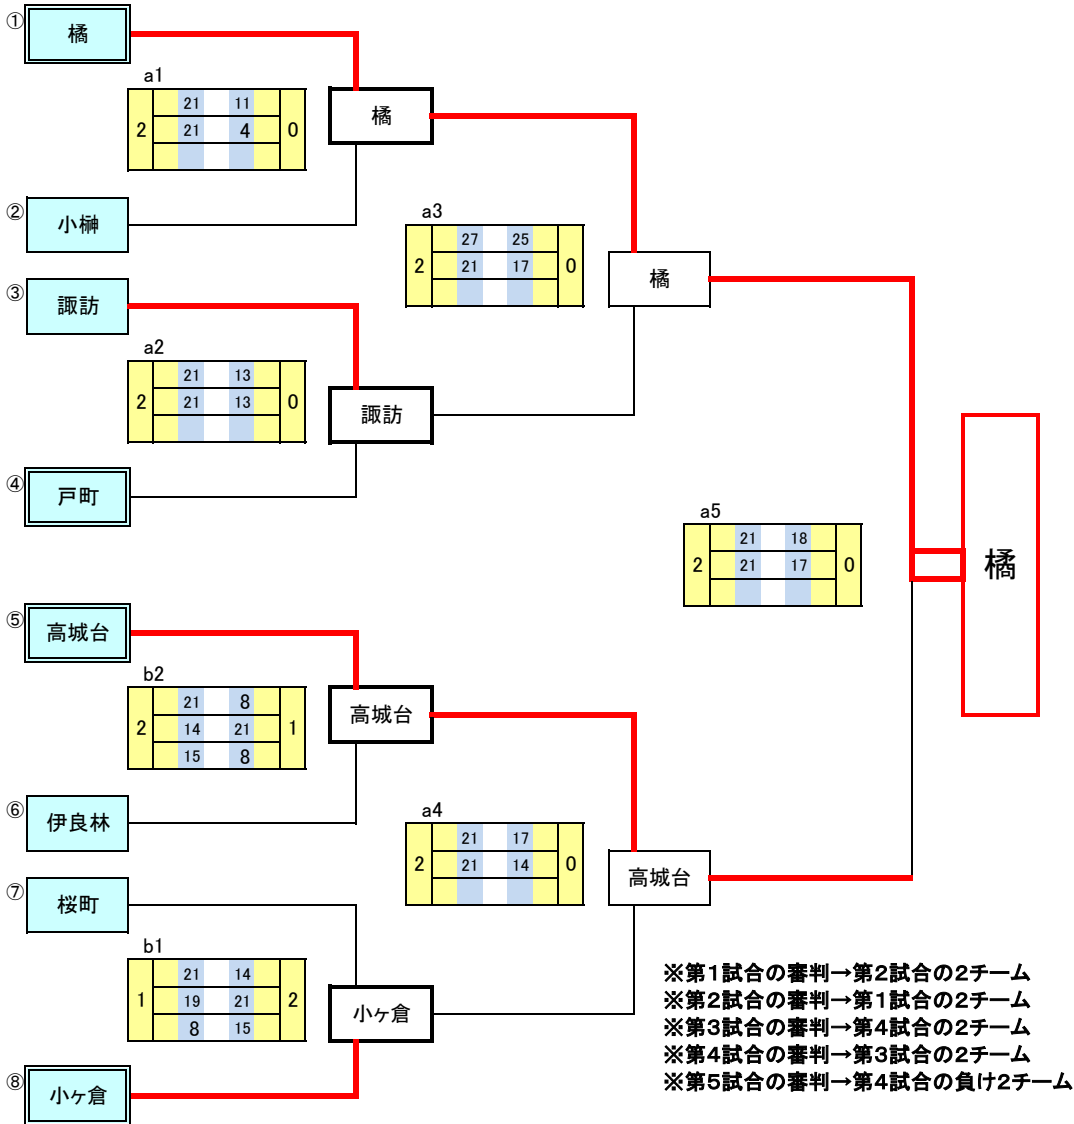 ① 橘
a1
21 11
2 21 4 0
橘
② 小榊
③ 諏訪
a2
21 13
2 21 13 0
諏訪
④ 戸町
a3
27 25
2 21 17 0
橘
⑤ 高城台
b2
21 8
2 14 21 1
15 8
高城台
⑥ 伊良林
⑦ 桜町
b1
21 14
1 19 21 2
8 15
小ヶ倉
⑧ 小ヶ倉
a4
21 17
2 21 14 0
高城台
a5
21 18
2 21 17 0
橘
※第1試合の審判→第2試合の2チーム
※第2試合の審判→第1試合の2チーム
※第3試合の審判→第4試合の2チーム
※第4試合の審判→第3試合の2チーム
※第5試合の審判→第4試合の負け2チーム